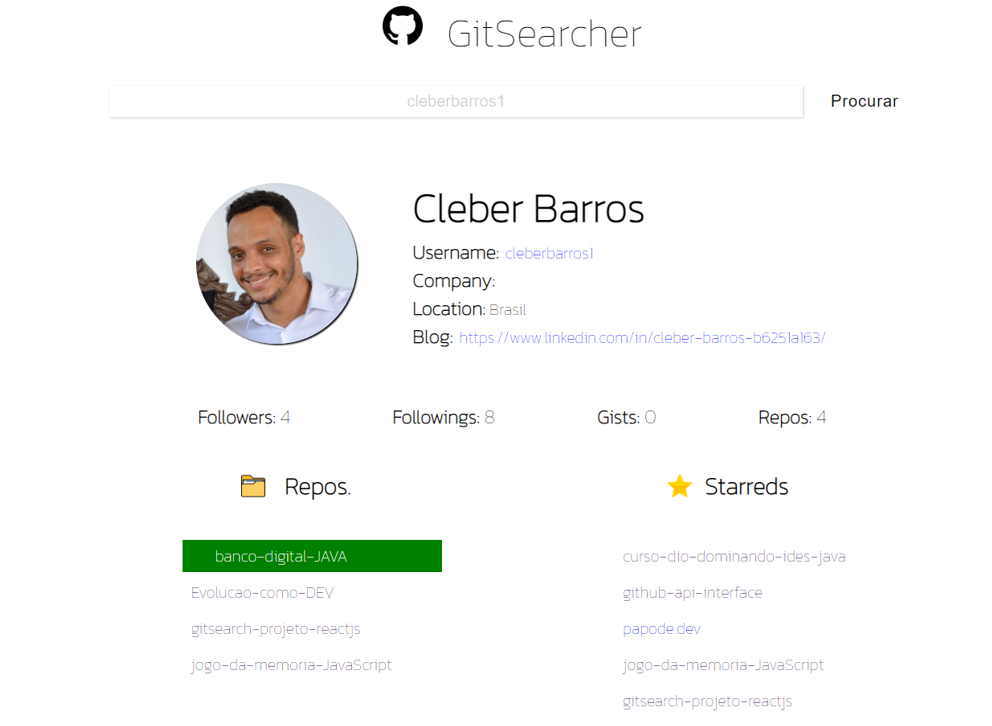 GitSearcher
cleberbarros1 Procurar
Cleber Barros
Username: cleberbarros1
Company:
Location: Brasil
Blog: https://www.linkedin.com/in/cleber-barros-b6251a163/
Followers: 4 Followings: 8 Gists: 0 Repos: 4
Repos.
banco-digital-JAVA
Evolucao-como-DEV
gitsearch-projeto-reactjs
jogo-da-memoria-JavaScript
Starreds
curso-dio-dominando-ides-java
github-api-interface
papode.dev
jogo-da-memoria-JavaScript
gitsearch-projeto-reactjs